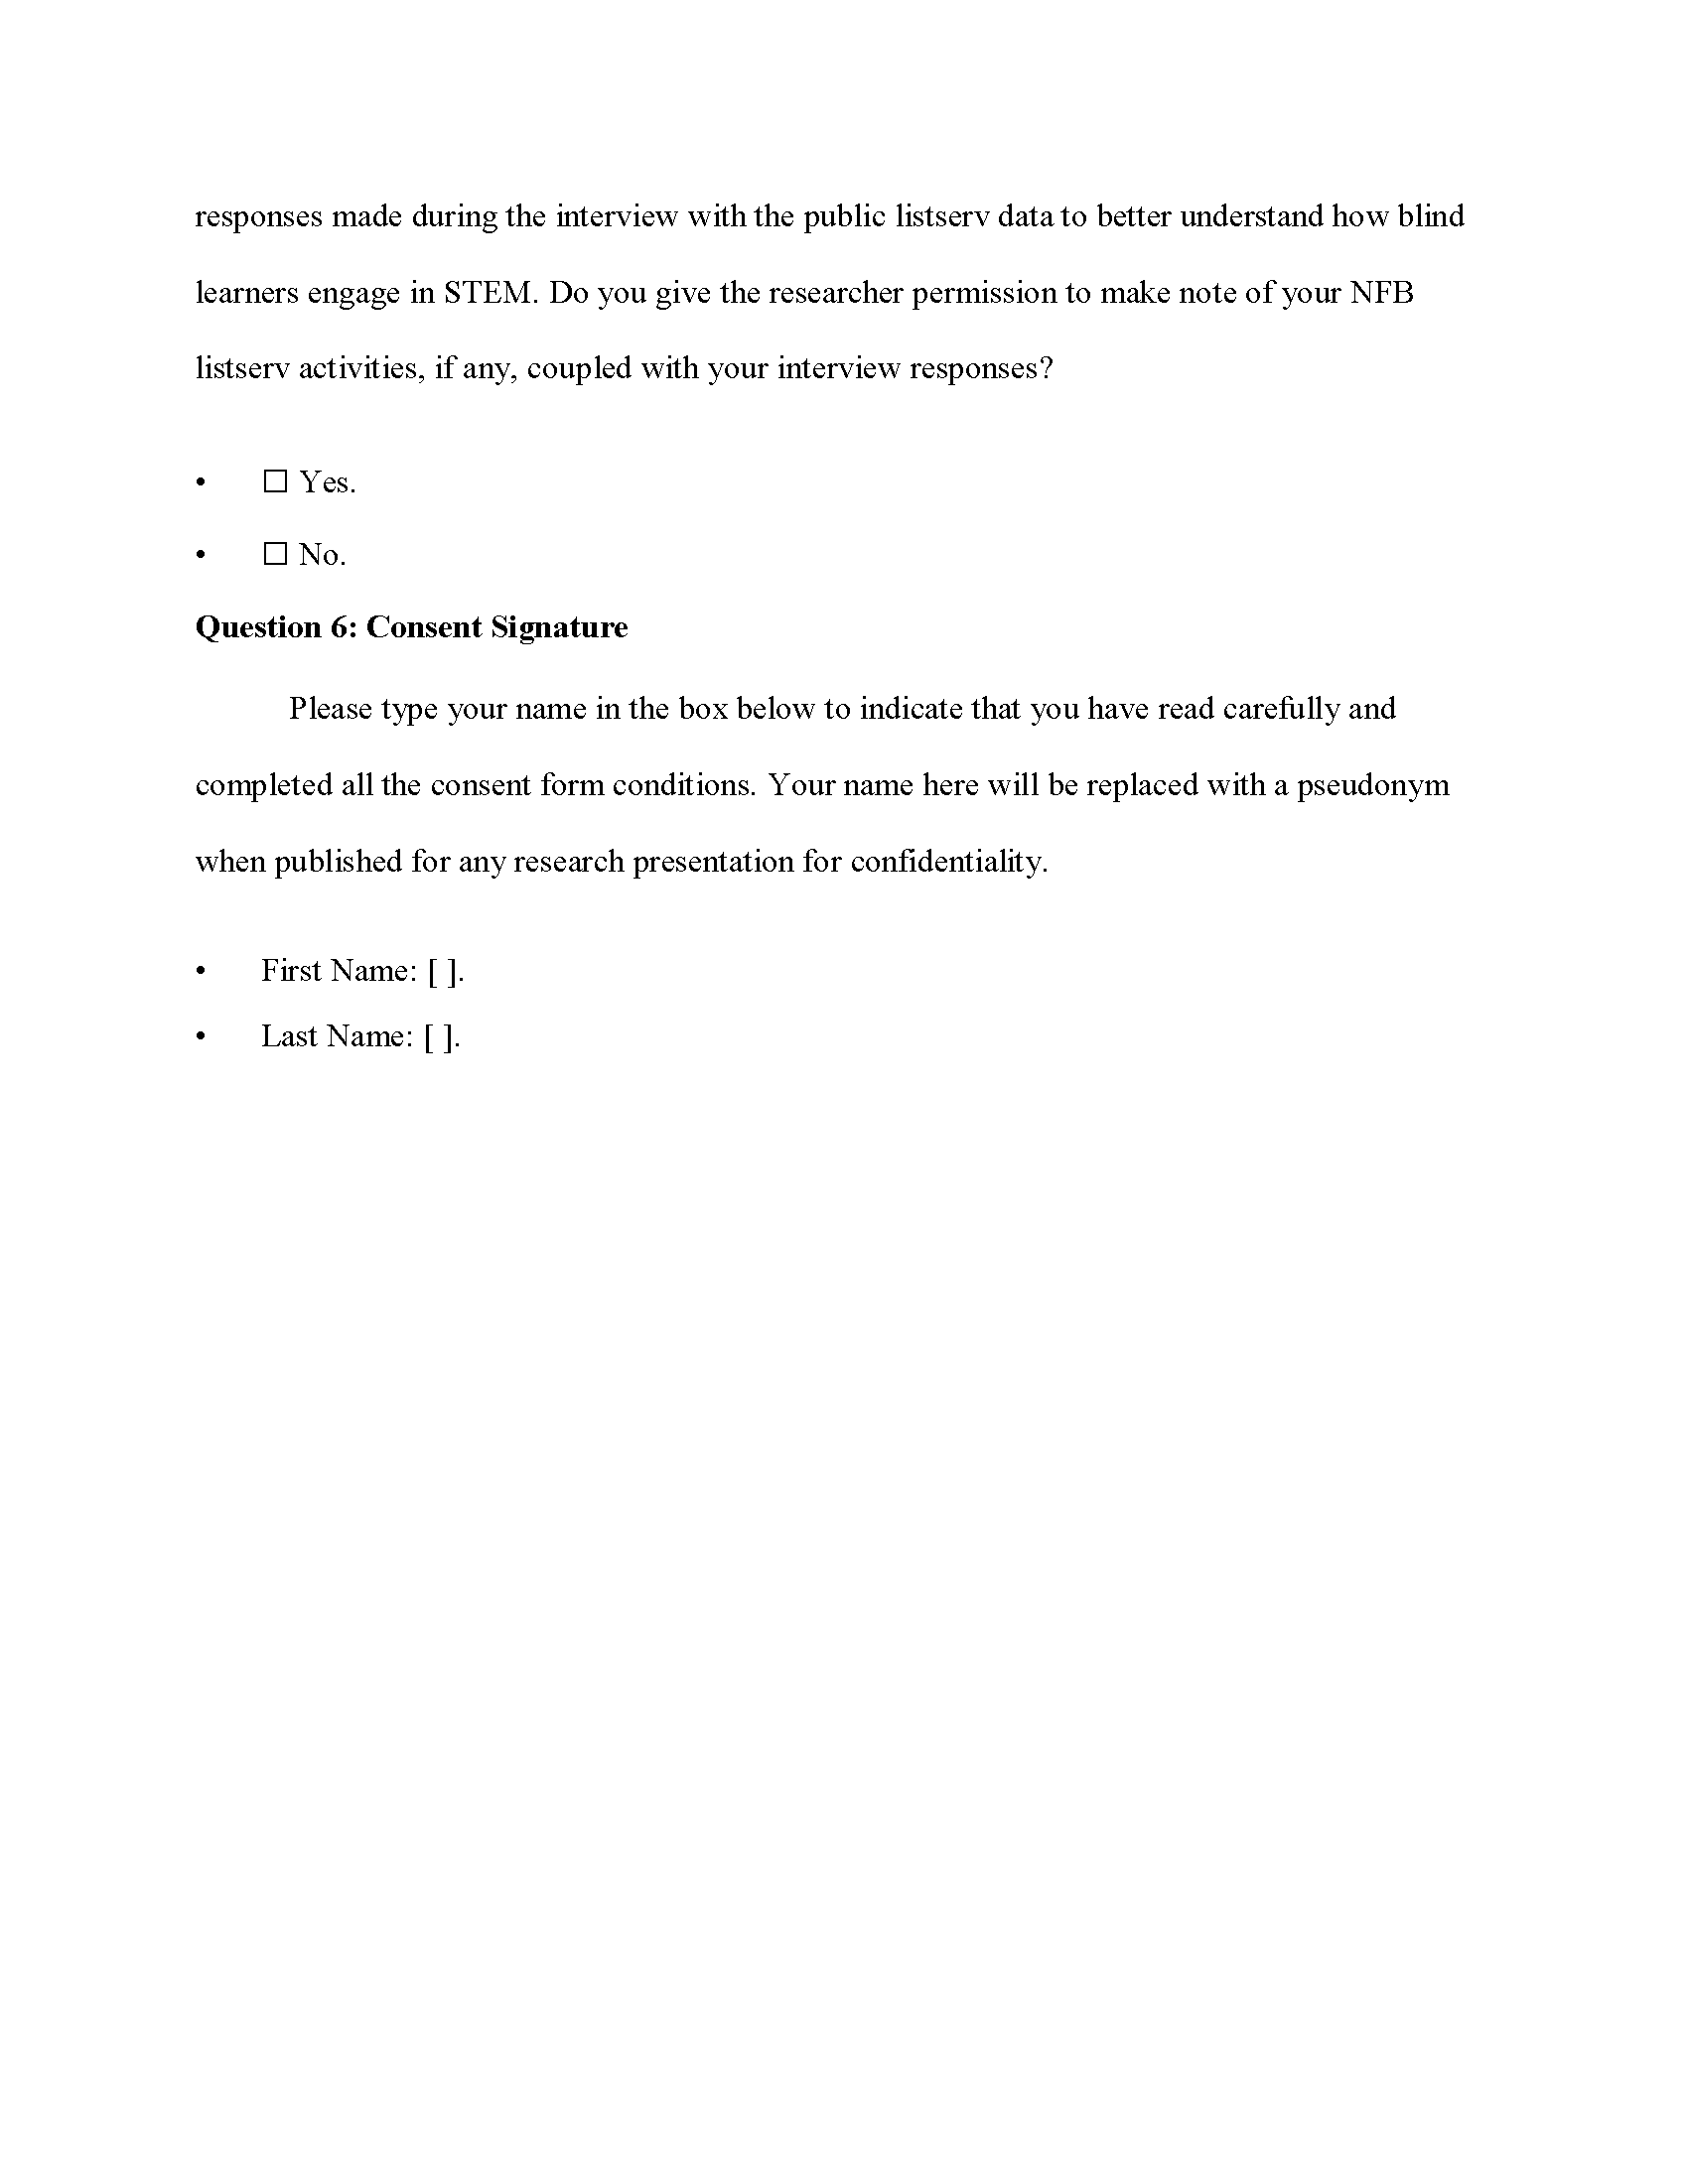 responses made during the interview with the public listserv data to better understand how blind
learners engage in STEM. Do you give the researcher permission to make note of your NFB
listserv activities, if any, coupled with your interview responses?
• ☐ Yes.
• ☐ No.
Question 6: Consent Signature
Please type your name in the box below to indicate that you have read carefully and
completed all the consent form conditions. Your name here will be replaced with a pseudonym
when published for any research presentation for confidentiality.
• First Name: [ ].
• Last Name: [ ].